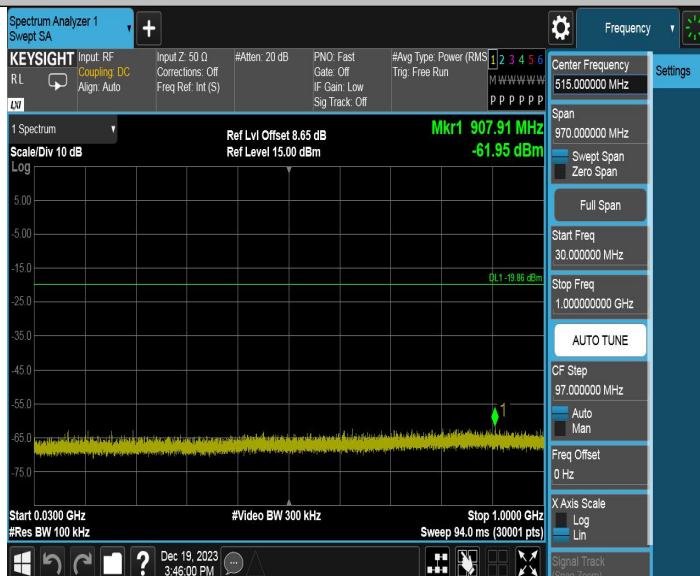 Spectrum Analyzer 1
Swept SA
+
Frequency
KEYSIGHT
RL
LXI
Input: RF
Coupling: DC
Align: Auto
Input Z: 50 Ω
Corrections: Off
Freq Ref: Int (S)
#Atten: 20 dB
PNO: Fast
Gate: Off
IF Gain: Low
Sig Track: Off
#Avg Type: Power (RMS
Trig: Free Run
1 2 3 4 5 6
M W W W W W
P P P P P P
1 Spectrum
Scale/Div 10 dB
Log
Ref Lvl Offset 8.65 dB
Ref Level 15.00 dBm
Mkr1 907.91 MHz
-61.95 dBm
5.00
-5.00
-15.0
DL1 -19.86 dBm
-25.0
-35.0
-45.0
-55.0
1
-65.0
-75.0
Start 0.0300 GHz
#Res BW 100 kHz
#Video BW 300 kHz
Stop 1.0000 GHz
Sweep 94.0 ms (30001 pts)
?
Dec 19, 2023
3:46:00 PM
Center Frequency
515.000000 MHz
Settings
Span
970.000000 MHz
Swept Span
Zero Span
Full Span
Start Freq
30.000000 MHz
Stop Freq
1.000000000 GHz
AUTO TUNE
CF Step
97.000000 MHz
Auto
Man
Freq Offset
0 Hz
X Axis Scale
Log
Lin
Signal Track
(Span Zoom)